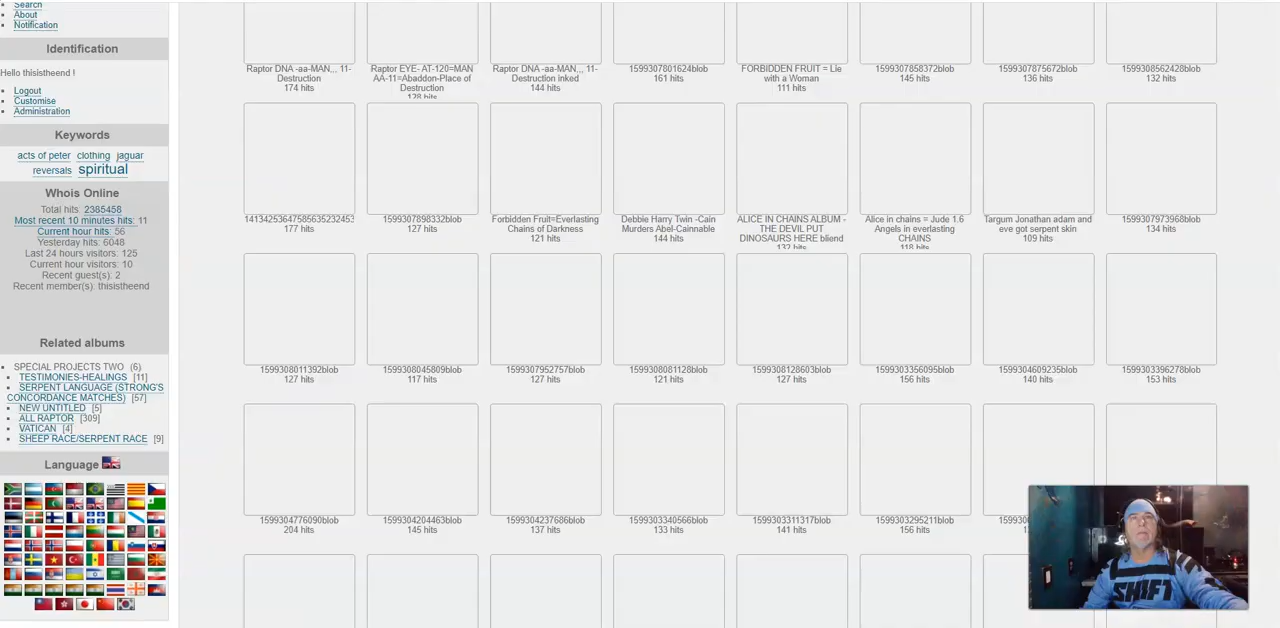 Search
About
Notification
Identification
Hello thisistheend !
Logout
Customise
Administration
Keywords
acts of peter clothing jaguar
reversals spiritual
Whois Online
Total hits: 2385458
Most recent 10 minutes hits: 11
Current hour hits: 56
Yesterday hits: 6048
Last 24 hours visitors: 125
Current hour visitors: 10
Recent guest(s): 2
Recent member(s): thisistheend
Related albums
SPECIAL PROJECTS TWO (6)
TESTIMONIES-HEALINGS [11]
SERPENT LANGUAGE (STRONG'S
CONCORDANCE MATCHES) [57]
NEW UNTITLED [5]
ALL RAPTOR [309]
VATICAN [4]
SHEEP RACE/SERPENT RACE [9]
Language
Raptor DNA -aa-MAN,,, 11-
Destruction
174 hits
Raptor EYE- AT-120=MAN
AA-11=Abaddon-Place of
Destruction
128 hits
Raptor DNA -aa-MAN,,, 11-
Destruction inked
144 hits
1599307801624blob
161 hits
FORBIDDEN FRUIT = Lie
with a Woman
111 hits
1599307858372blob
145 hits
1599307875672blob
136 hits
1599308562428blob
132 hits
177 hits
1599307898332blob
127 hits
Forbidden Fruit=Everlasting
Chains of Darkness
121 hits
Debbie Harry Twin -Cain
Murders Abel-Cainnable
144 hits
ALICE IN CHAINS ALBUM -
THE DEVIL PUT
DINOSAURS HERE bliend
132 hits
Alice in chains = Jude 1.6
Angels in everlasting
CHAINS
118 hits
Targum Jonathan adam and
eve got serpent skin
109 hits
1599307973968blob
134 hits
1599308011392blob
127 hits
1599308045809blob
117 hits
1599307952757blob
127 hits
1599308081128blob
121 hits
1599308128603blob
127 hits
1599303356095blob
156 hits
1599304609235blob
140 hits
1599303396278blob
153 hits
1599304776090blob
204 hits
1599304204463blob
145 hits
1599304237686blob
137 hits
1599303340566blob
133 hits
1599303311317blob
141 hits
1599303295211blob
156 hits
SHIFT